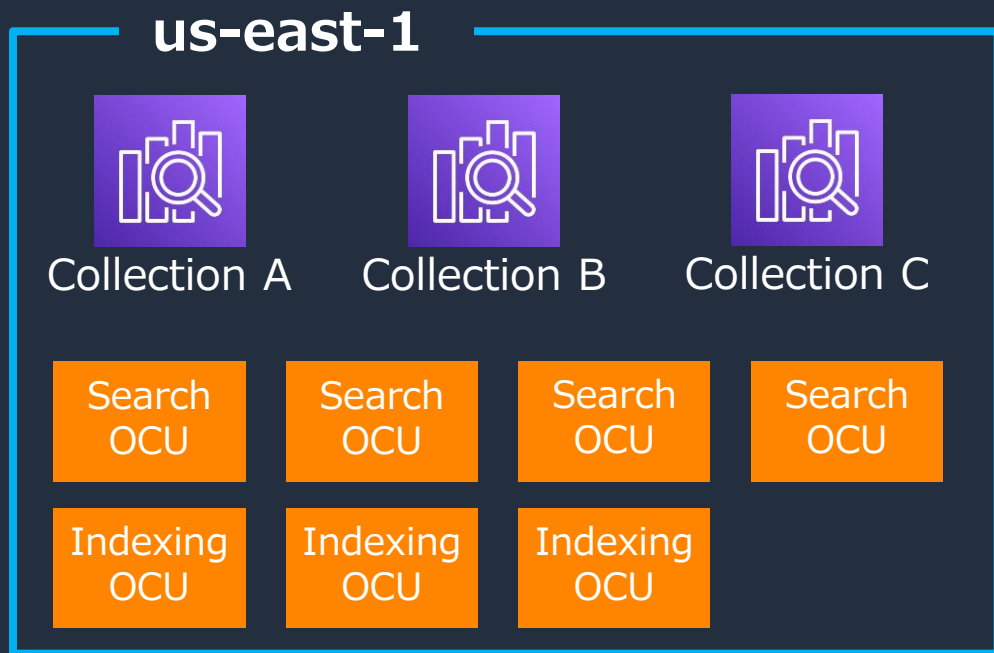 us-east-1
Collection A
Collection B
Collection C
Search
OCU
Search
OCU
Search
OCU
Search
OCU
Indexing
OCU
Indexing
OCU
Indexing
OCU